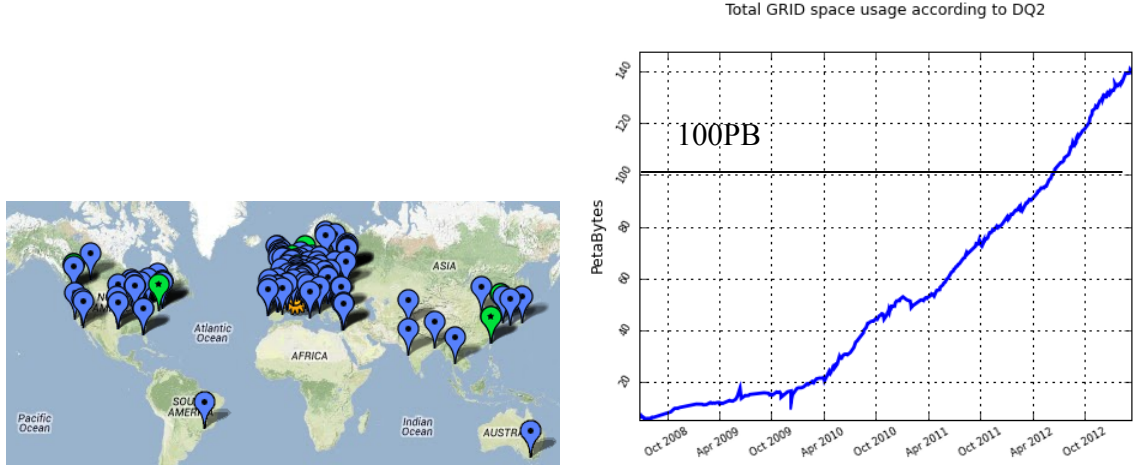 Total GRID space usage according to DQ2
140
120
100PB
100
80
60
40
20
PetaBytes
Oct 2008
Apr 2009
Oct 2009
Apr 2010
Oct 2010
Apr 2011
Oct 2011
Apr 2012
Oct 2012
ASIA
Atlantic
Ocean
AFRICA
Pacific
Ocean
Indian
Ocean